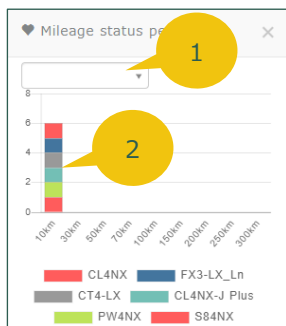 Mileage status pe
1
8
6
4
2
0
2
10km 30km 50km 70km 100km 150km 200km 250km 300km
CL4NX FX3-LX_Ln
CT4-LX CL4NX-J Plus
PW4NX S84NX